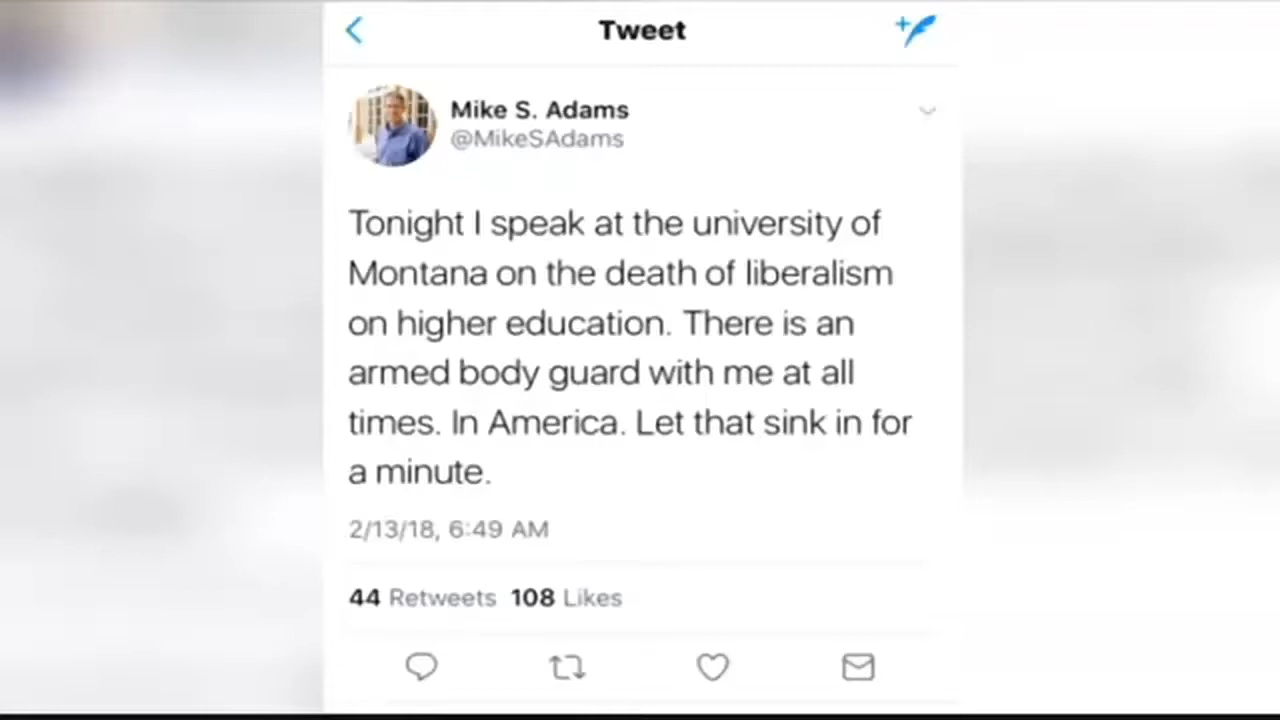 Tweet
Mike S. Adams
@MikeSAdams
Tonight I speak at the university of
Montana on the death of liberalism
on higher education. There is an
armed body guard with me at all
times. In America. Let that sink in for
a minute.
2/13/18, 6:49 AM
44 Retweets 108 Likes